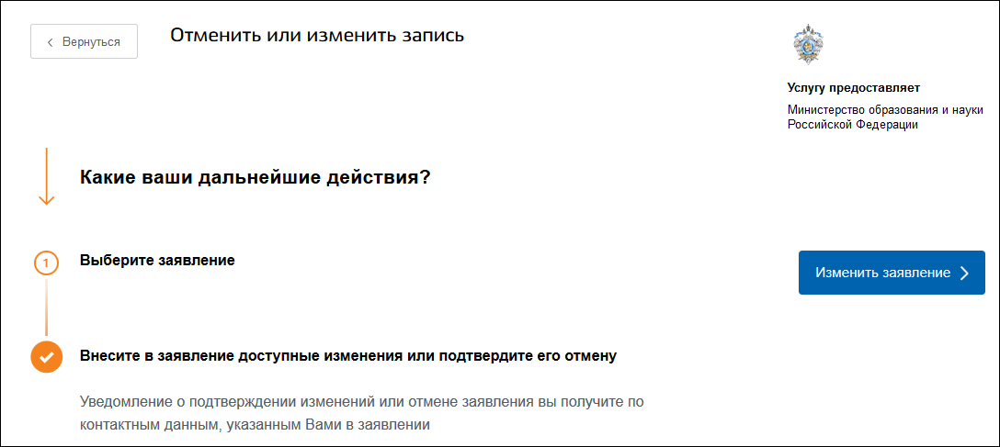 Вернуться
Отменить или изменить запись
Услугу предоставляет
Министерство образования и науки
Российской Федерации
Какие ваши дальнейшие действия?
1
Выберите заявление
Изменить заявление
Внесите в заявление доступные изменения или подтвердите его отмену
Уведомление о подтверждении изменений или отмене заявления вы получите по
контактным данным, указанным Вами в заявлении